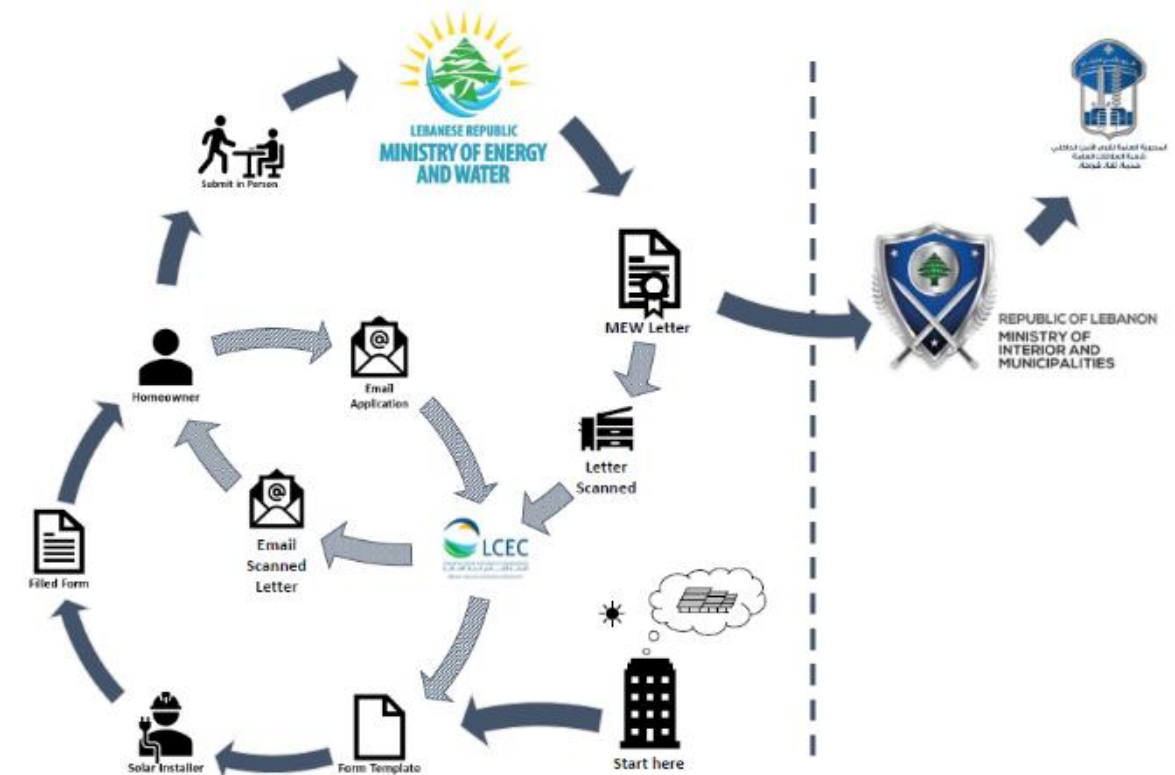 LEBANESE REPUBLIC
MINISTRY OF ENERGY
AND WATER
Submit in Person
MEW Letter
REPUBLIC OF LEBANON
MINISTRY OF
INTERIOR AND
MUNICIPALITIES
Homeowner
@
Email
Application
Letter
Scanned
@
Email
Scanned
Letter
LCEC
Filled Form
Solar Installer
Form Template
Start here